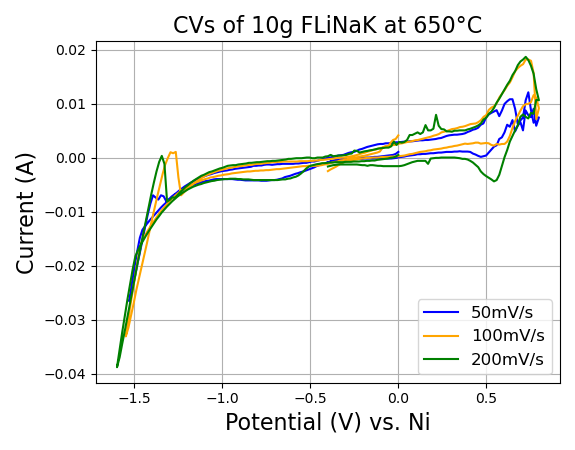 CVs of 10g FLiNaK at 650°C
Current (A)
0.02
0.01
0.00
−0.01
−0.02
−0.03
−0.04
50mV/s
100mV/s
200mV/s
−1.5 −1.0 −0.5 0.0 0.5
Potential (V) vs. Ni